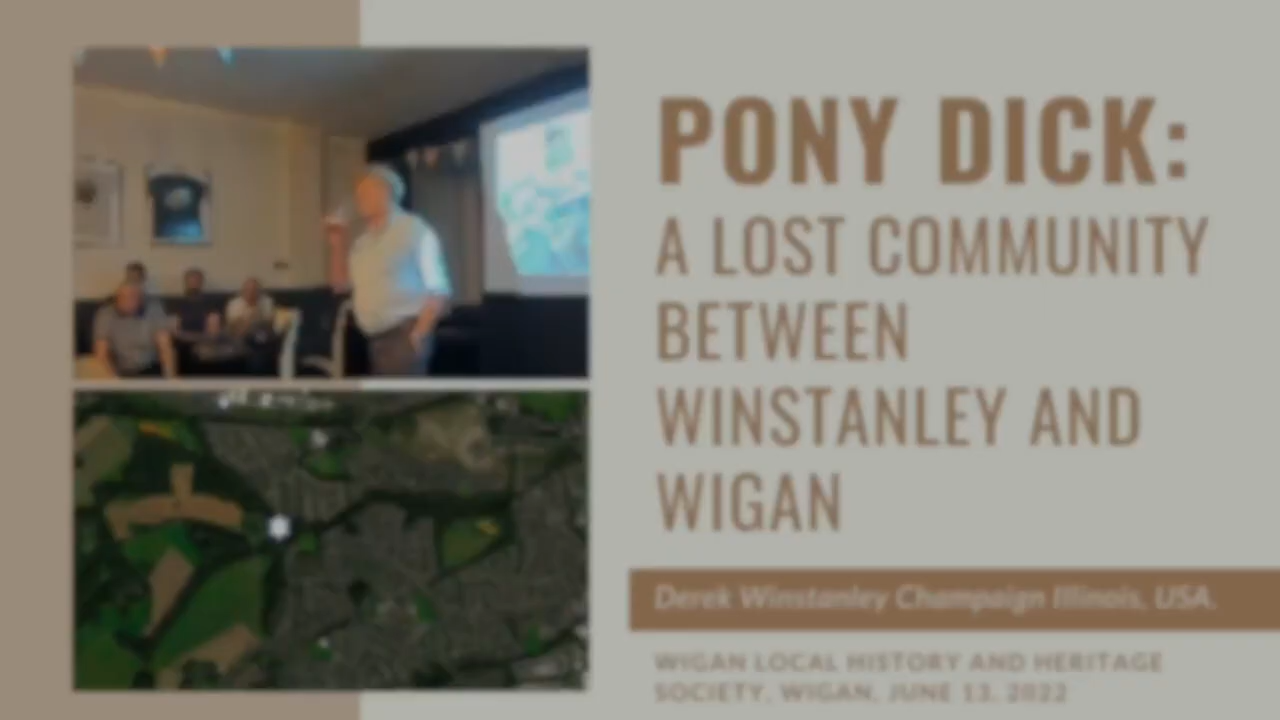 PONY DICK:
A LOST COMMUNITY
BETWEEN
WINSTANLEY AND
WIGAN
Derek Winstanley Champaign Illinois, USA.
WIGAN LOCAL HISTORY AND HERITAGE
SOCIETY, WIGAN, JUNE 13, 2022